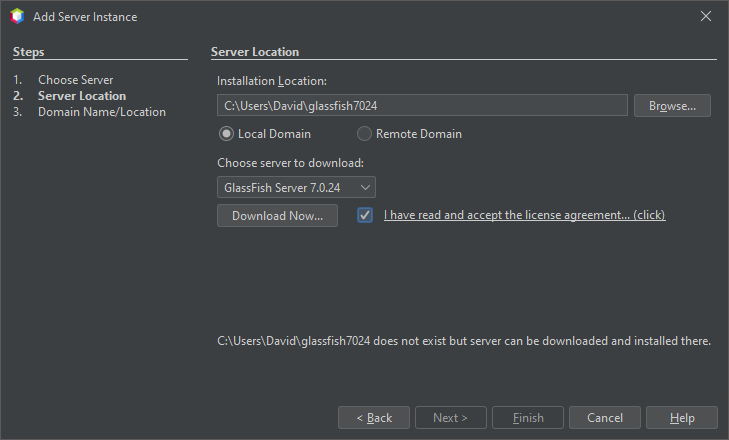 Add Server Instance
Steps
1. Choose Server
2. Server Location
3. Domain Name/Location
Server Location
Installation Location:
C:\Users\David\glassfish7024
Browse...
Local Domain
Remote Domain
Choose server to download:
GlassFish Server 7.0.24
Download Now...
I have read and accept the license agreement... (click)
C:\Users\David\glassfish7024 does not exist but server can be downloaded and installed there.
< Back
Next >
Finish
Cancel
Help